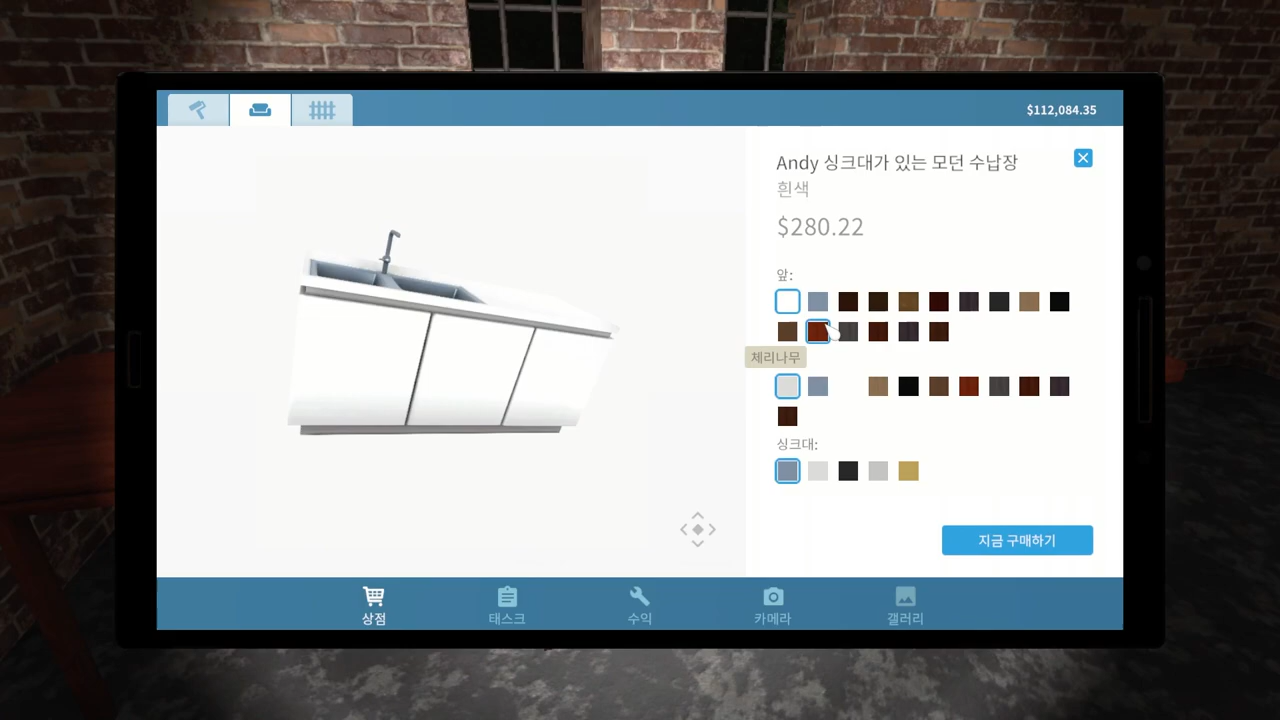 $112,084.35
Andy 싱크대가 있는 모던 수납장
흰색
$280.22
앞:
체리나무
싱크대:
지금 구매하기
상점
태스크
수익
카메라
갤러리